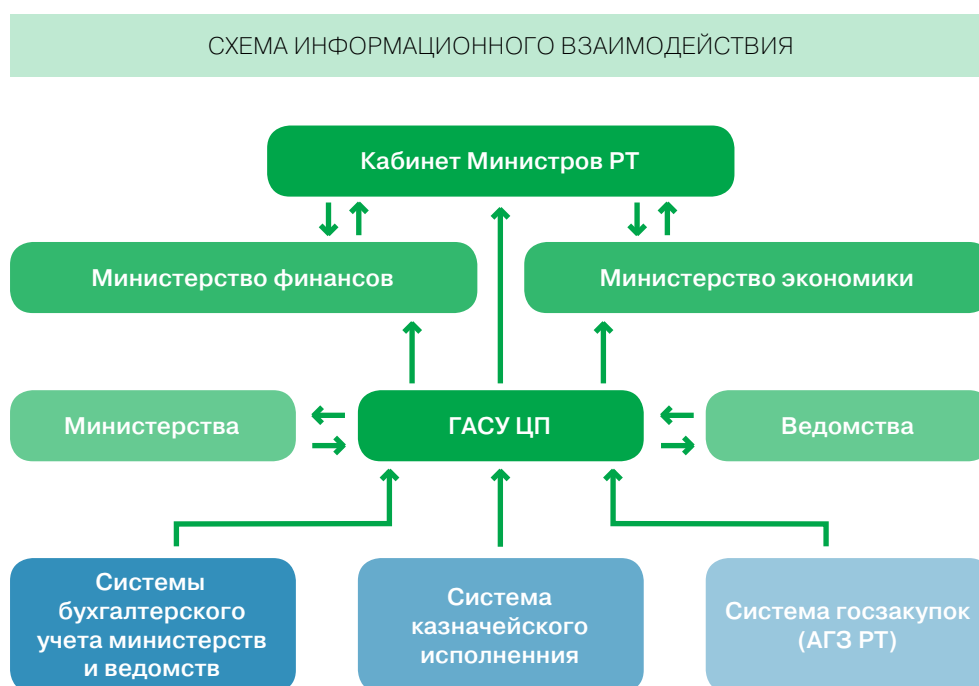 СХЕМА ИНФОРМАЦИОННОГО ВЗАИМОДЕЙСТВИЯ
Кабинет Министров РТ
Министерство финансов
Министерство экономики
Министерства
ГАСУ ЦП
Ведомства
Системы
бухгалтерского
учета министерств
и ведомств
Система
казначейского
исполненния
Система госзакупок
(АГЗ РТ)